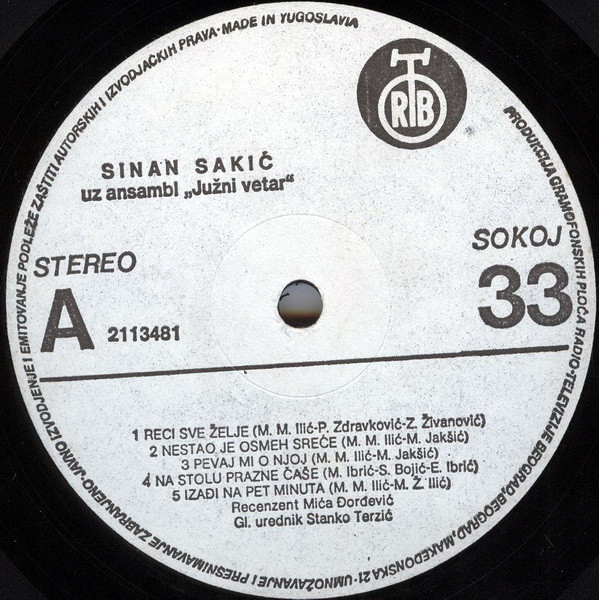 PRODUKCIJA GRAMOFONSKIH PLOČA RADIO-TELEVIZIJE BEOGRAD, BEOGRAD, MAKEDONSKA 21 - UMNOŽAVANJE I PRESNIMAVANJE ZABRANJENO - JAVNO IZVODJENJE I EMITOVANJE PODLEŽE ZAŠTITI AUTORSKIH I IZVODJAČKIH PRAVA · MADE IN YUGOSLAVIA
RTB
SINAN SAKIĆ
uz ansambl „Južni vetar“
STEREO
SOKOJ
A 2113481
33
1 RECI SVE ŽELJE (M. M. Ilić-P. Zdravković-Z. Živanović)
2 NESTAO JE OSMEH SREĆE (M. M. Ilić-M. Jakšić)
3 PEVAJ MI O NJOJ (M. M. Ilić-M. Jakšić)
4 NA STOLU PRAZNE ČAŠE (M. Ibrić-S. Bojić-E. Ibrić)
5 IZAĐI NA PET MINUTA (M. M. Ilić-M. Ž. Ilić)
Recenzent Mića Đorđević
Gl. urednik Stanko Terzić